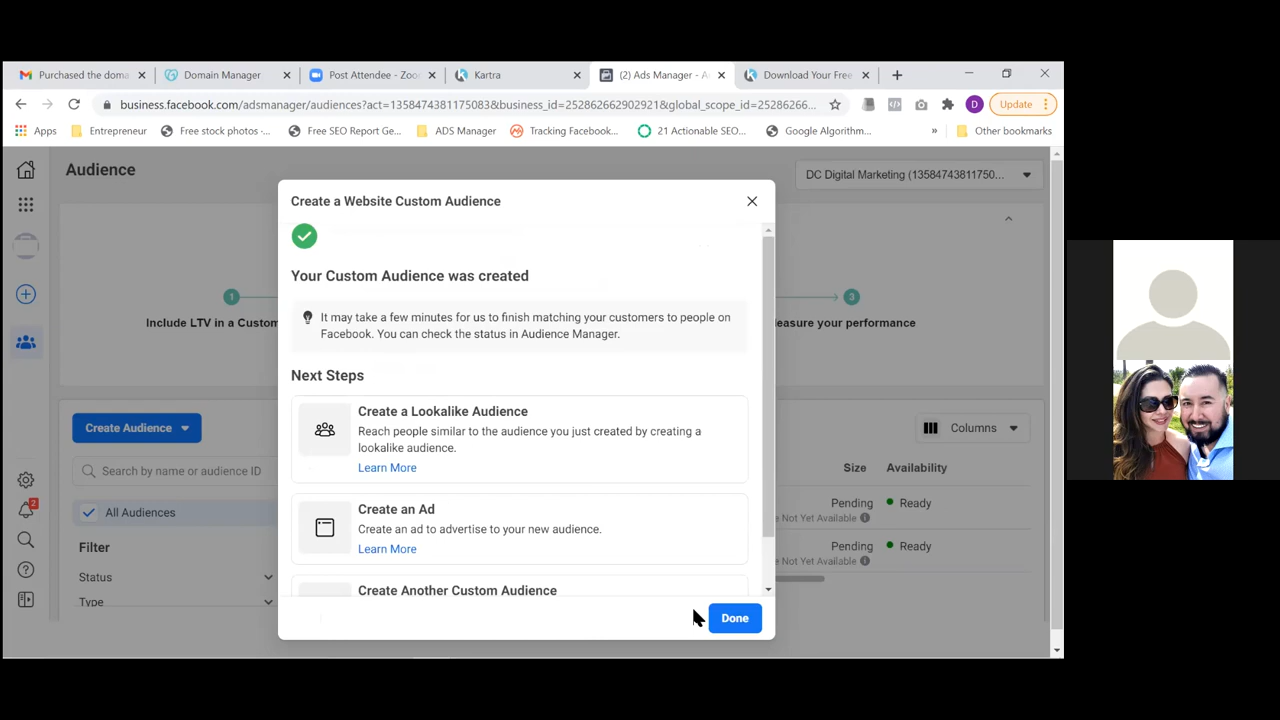 Purchased the doma
Domain Manager
Post Attendee - Zoo
Kartra
(2) Ads Manager - A
Download Your Free
business.facebook.com/adsmanager/audiences?act=1358474381175083&business_id=252862662902921&global_scope_id=25286266...
Update
Apps
Entrepreneur
Free stock photos -...
Free SEO Report Ge...
ADS Manager
Tracking Facebook...
21 Actionable SEO...
Google Algorithm...
»
Other bookmarks
Audience
DC Digital Marketing (13584743811750...
Create a Website Custom Audience
Your Custom Audience was created
1
3
Include LTV in a Custom
easure your performance
It may take a few minutes for us to finish matching your customers to people on
Facebook. You can check the status in Audience Manager.
Next Steps
Create a Lookalike Audience
Reach people similar to the audience you just created by creating a
lookalike audience.
Learn More
Create an Ad
Create an ad to advertise to your new audience.
Learn More
Create Another Custom Audience
Done
Create Audience
Columns
Search by name or audience ID
Size
Availability
All Audiences
Pending
Ready
Not Yet Available
Filter
Pending
Ready
Not Yet Available
Status
Type
2
D